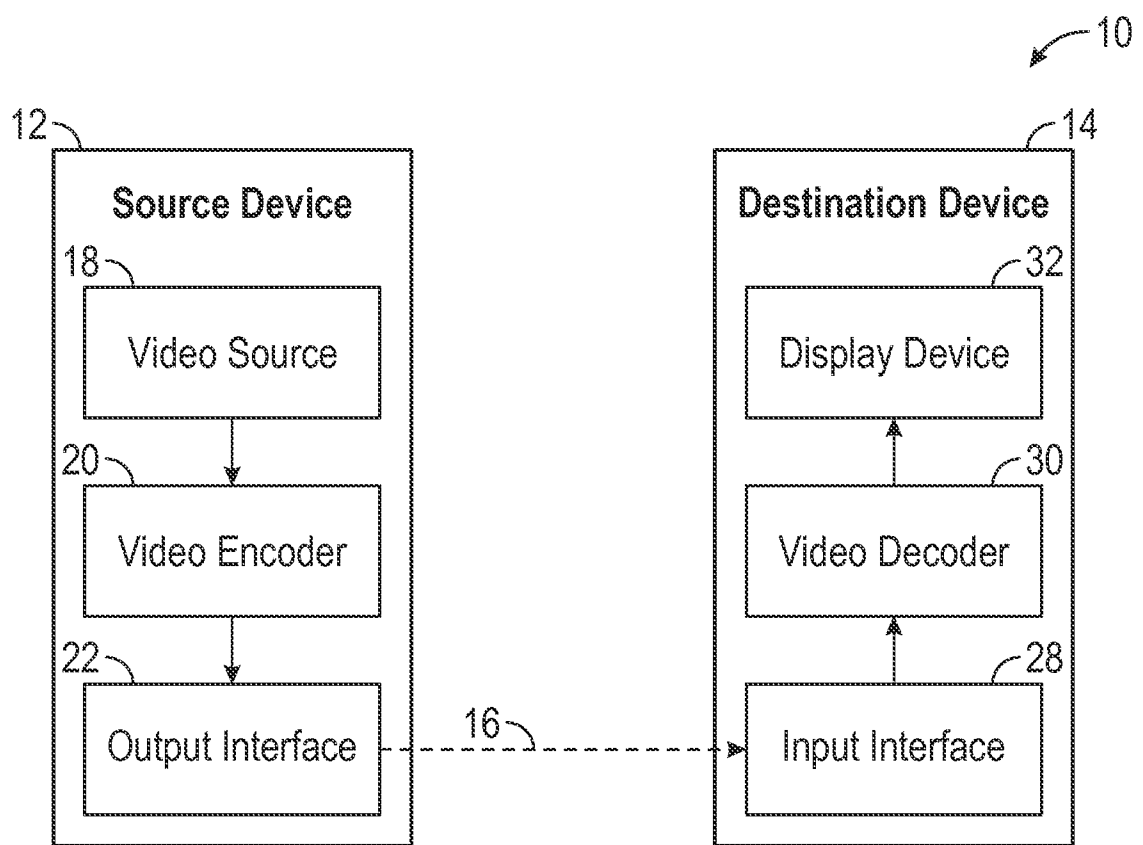 10
12
14
Source Device
Destination Device
18
Video Source
32
Display Device
20
Video Encoder
30
Video Decoder
22
Output Interface
16
28
Input Interface